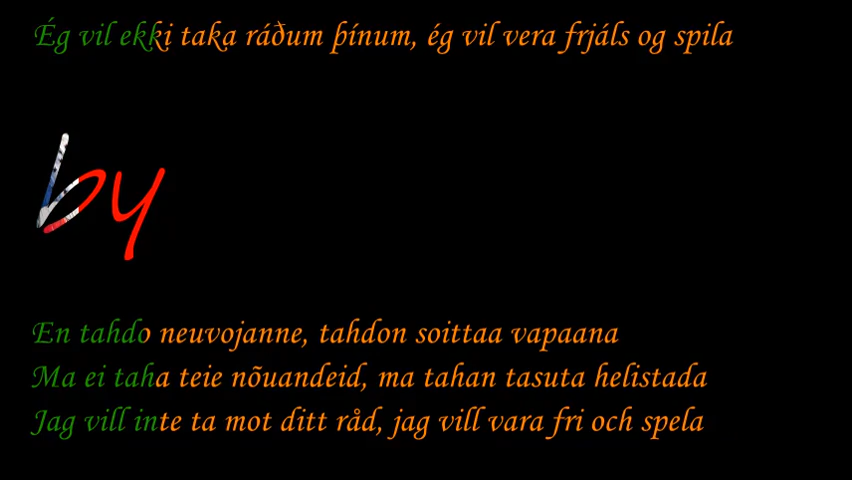 Ég vil ekki taka ráðum þínum, ég vil vera frjáls og spila
by
En tahdo neuvojanne, tahdon soittaa vapaana
Ma ei taha teie nõuandeid, ma tahan tasuta helistada
Jag vill inte ta mot ditt råd, jag vill vara fri och spela